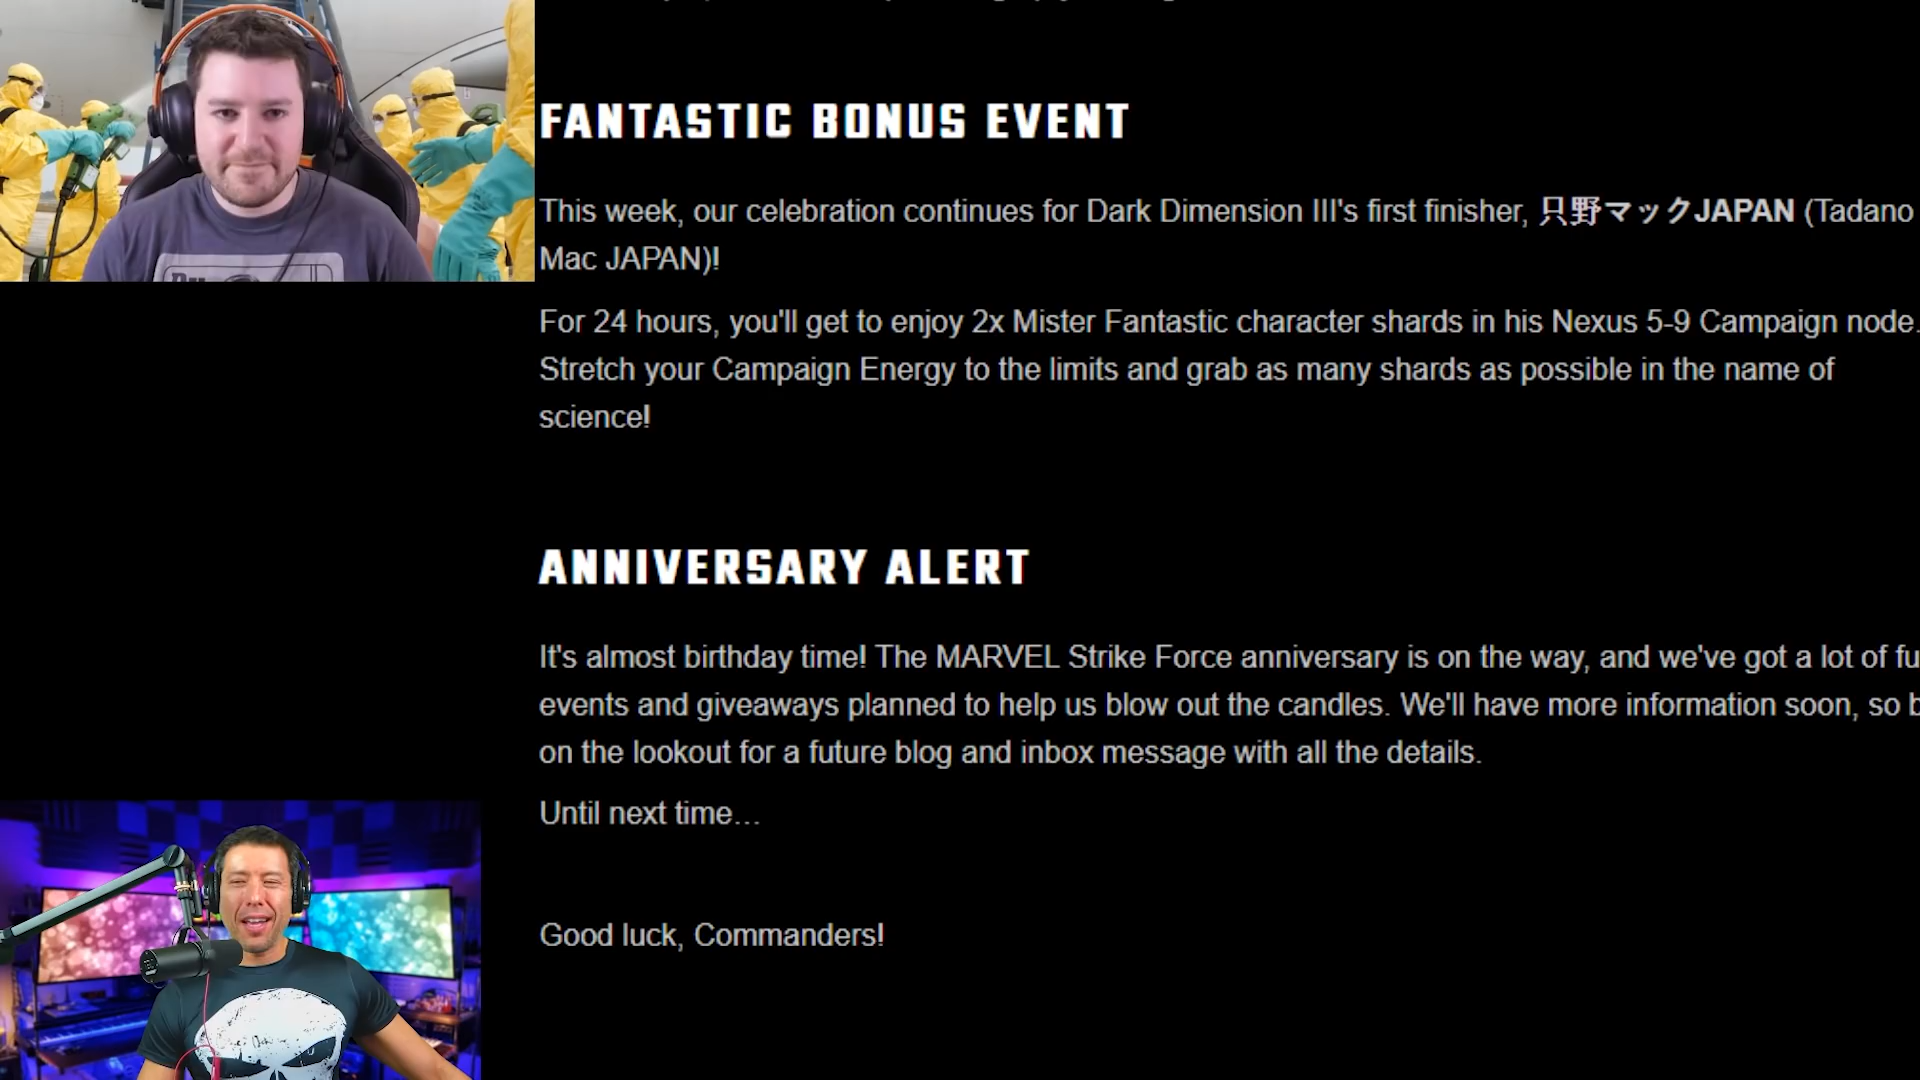 FANTASTIC BONUS EVENT
This week, our celebration continues for Dark Dimension III's first finisher, 只野マックJAPAN (Tadano
Mac JAPAN)!
For 24 hours, you'll get to enjoy 2x Mister Fantastic character shards in his Nexus 5-9 Campaign node.
Stretch your Campaign Energy to the limits and grab as many shards as possible in the name of
science!
ANNIVERSARY ALERT
It's almost birthday time! The MARVEL Strike Force anniversary is on the way, and we've got a lot of fu
events and giveaways planned to help us blow out the candles. We'll have more information soon, so b
on the lookout for a future blog and inbox message with all the details.
Until next time...
Good luck, Commanders!